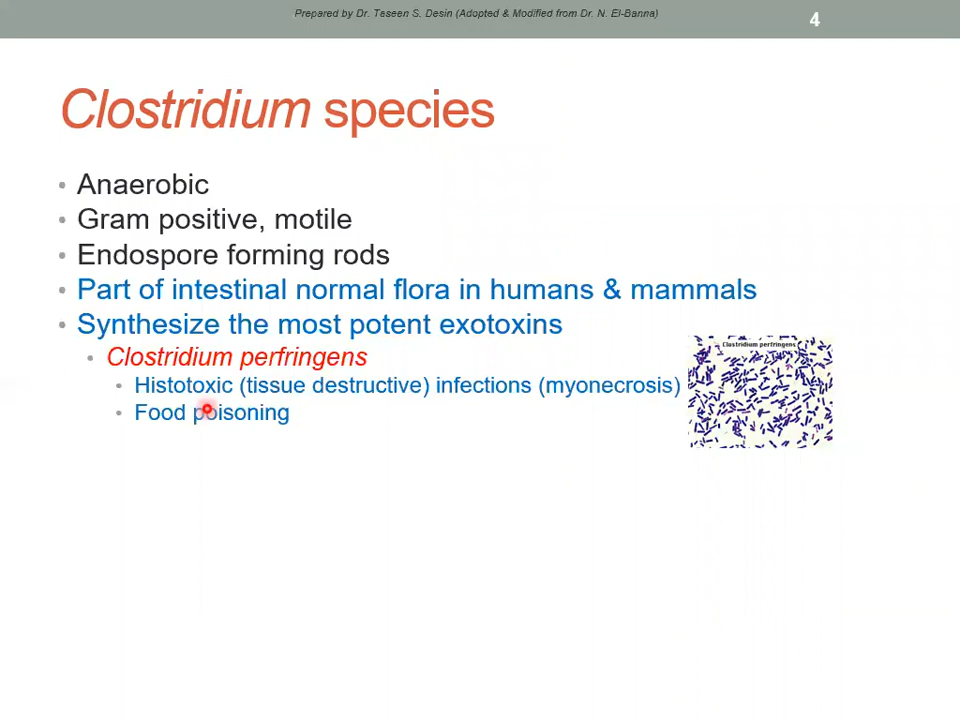 Prepared by Dr. Taseen S. Desin (Adopted & Modified from Dr. N. El-Banna)
4
Clostridium species
• Anaerobic
• Gram positive, motile
• Endospore forming rods
• Part of intestinal normal flora in humans & mammals
• Synthesize the most potent exotoxins
• Clostridium perfringens
• Histotoxic (tissue destructive) infections (myonecrosis)
• Food poisoning
Clostridium perfringens